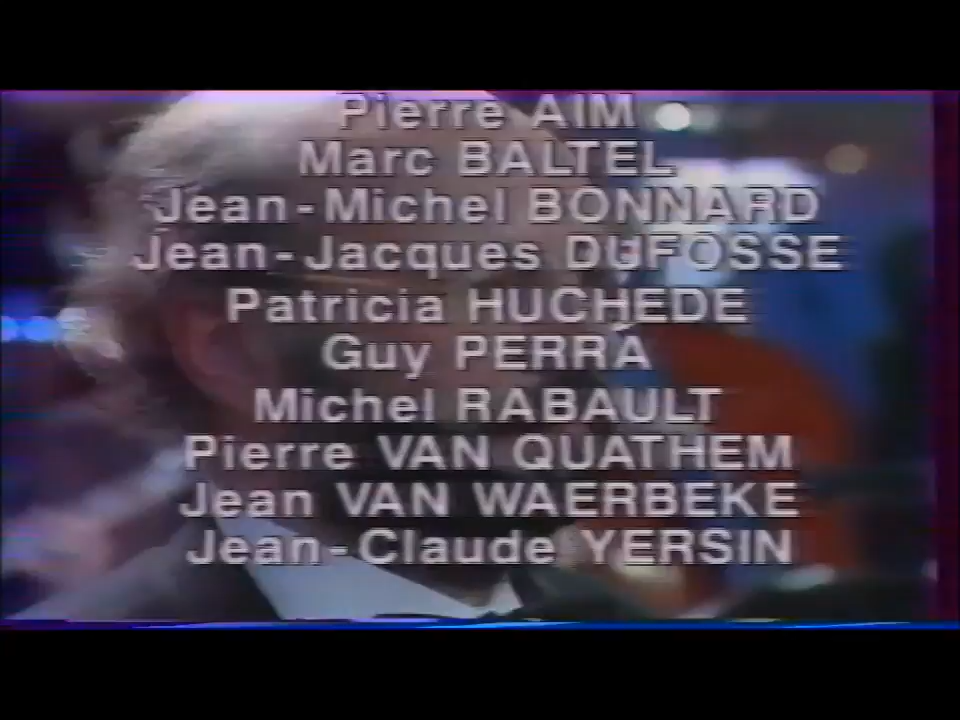 Pierre AIM
Marc BALTEL
Jean-Michel BONNARD
Jean-Jacques DUFOSSE
Patricia HUCHEDE
Guy PERRA
Michel RABAULT
Pierre VAN QUATHEM
Jean VAN WAERBEKE
Jean-Claude YERSIN